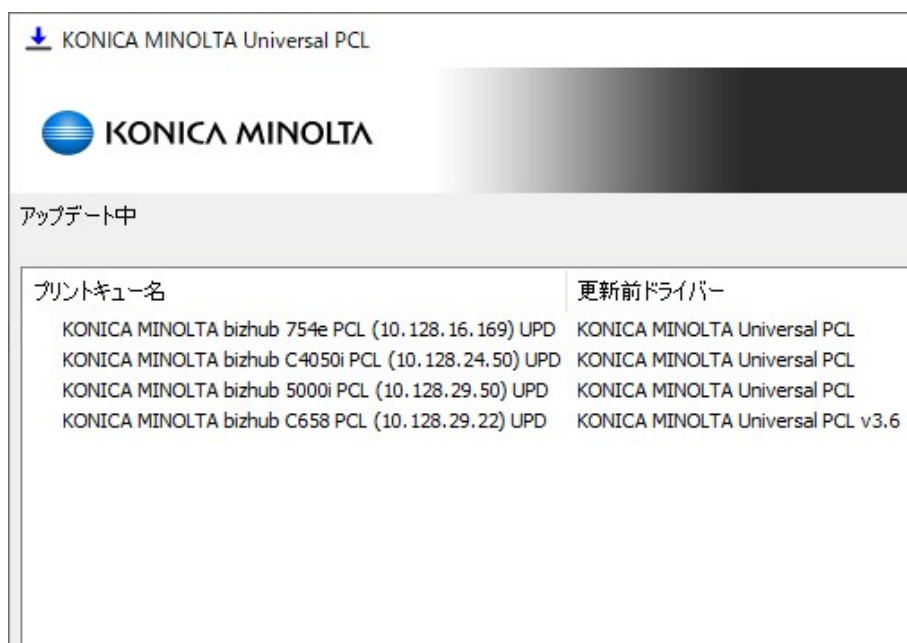 KONICA MINOLTA Universal PCL
KONICA MINOLTA
アップデート中
プリントキュー名 更新前ドライバー
KONICA MINOLTA bizhub 754e PCL (10.128.16.169) UPD KONICA MINOLTA Universal PCL
KONICA MINOLTA bizhub C4050i PCL (10.128.24.50) UPD KONICA MINOLTA Universal PCL
KONICA MINOLTA bizhub 5000i PCL (10.128.29.50) UPD KONICA MINOLTA Universal PCL
KONICA MINOLTA bizhub C658 PCL (10.128.29.22) UPD KONICA MINOLTA Universal PCL v3.6